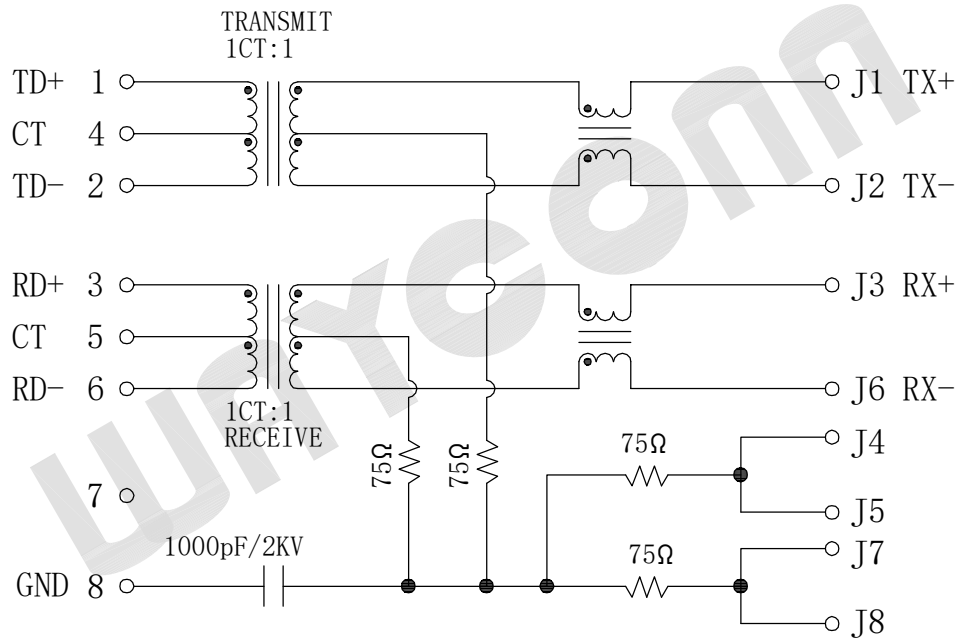 TRANSMIT
1CT:1
TD+ 1
J1 TX+
CT 4
TD- 2
J2 TX-
RD+ 3
J3 RX+
CT 5
RD- 6
J6 RX-
1CT:1
RECEIVE
75Ω
75Ω
75Ω
J4
7
J5
1000pF/2KV
75Ω
J7
GND 8
J8
WAYCONN